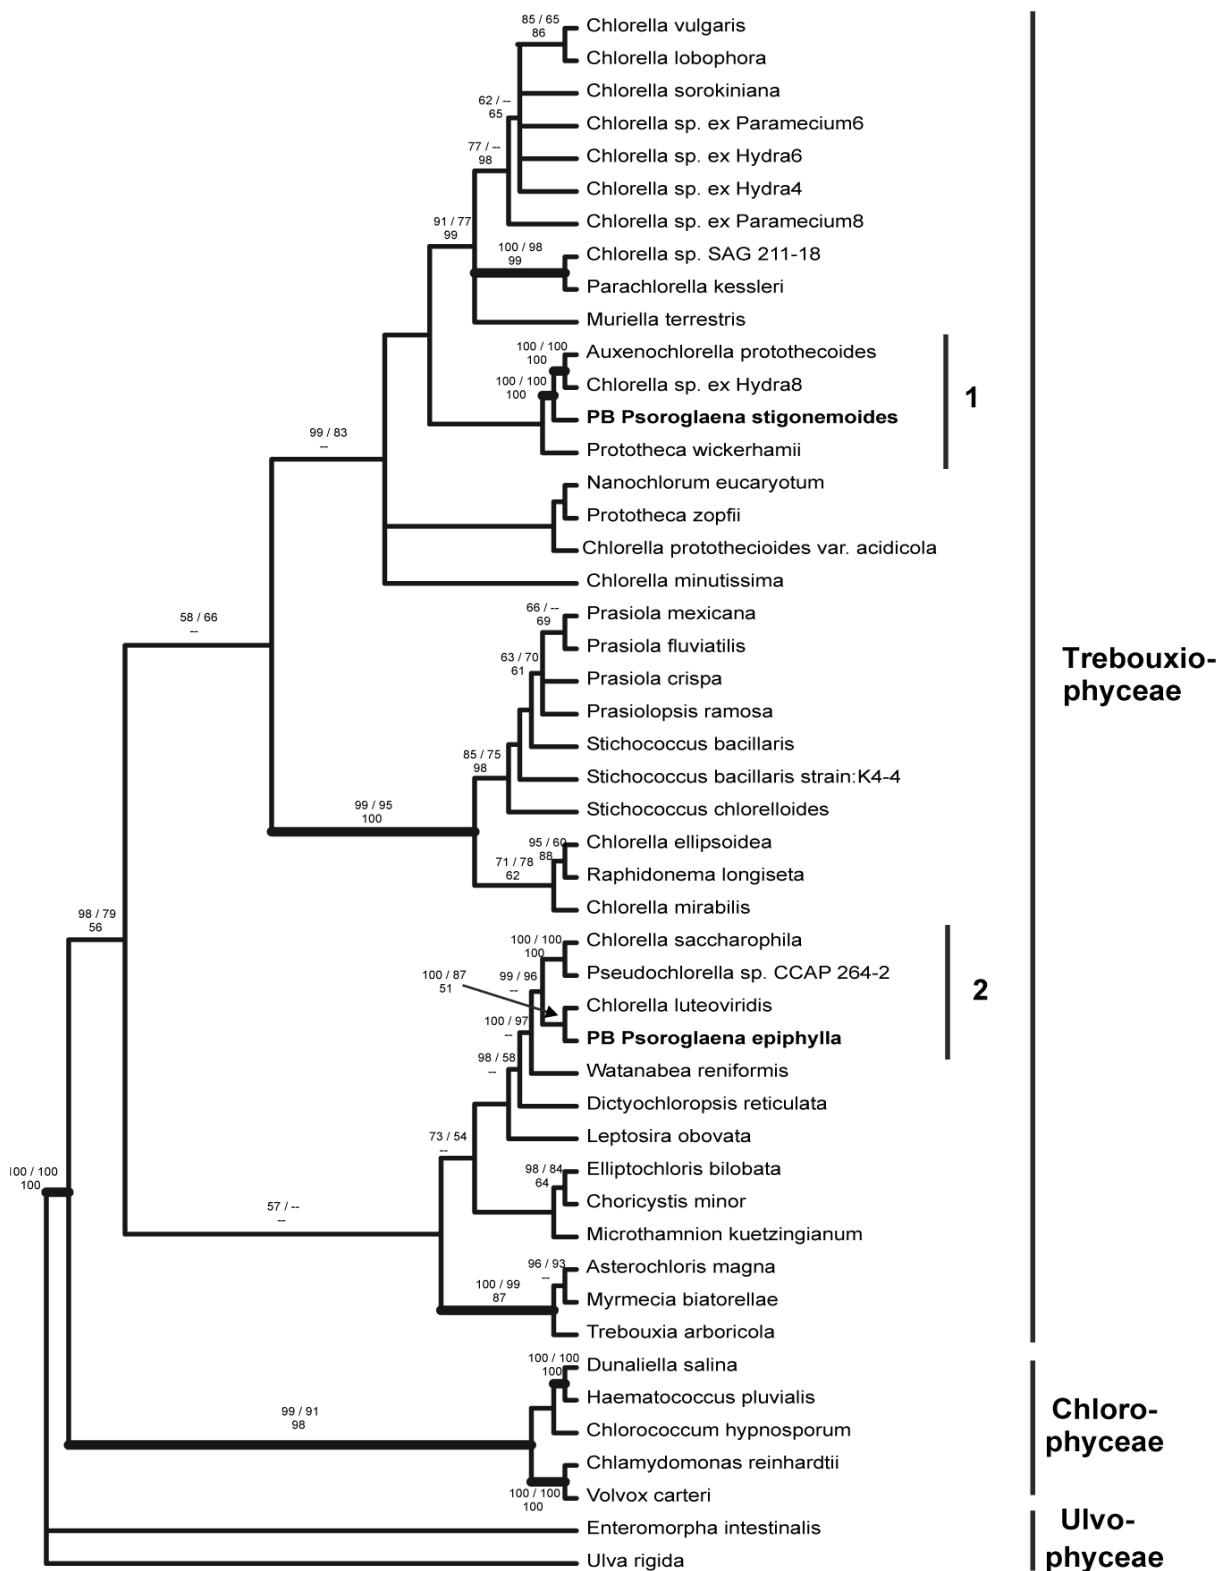 85 / 65
86
Chlorella vulgaris
Chlorella lobophora
Chlorella sorokiniana
62 / --
65
Chlorella sp. ex Paramecium6
77 / --
98
Chlorella sp. ex Hydra6
Chlorella sp. ex Hydra4
91 / 77
99
Chlorella sp. ex Paramecium8
100 / 98
99
Chlorella sp. SAG 211-18
Parachlorella kessleri
Muriella terrestris
100 / 100
100
Auxenochlorella protothecoides
100 / 100
100
Chlorella sp. ex Hydra8
1
PB Psoroglaena stigonemoides
99 / 83
--
Prototheca wickerhamii
Nanochlorum eucaryotum
Prototheca zopfii
Chlorella protothecioides var. acidicola
Chlorella minutissima
58 / 66
--
66 / --
69
Prasiola mexicana
Prasiola fluviatilis
63 / 70
61
Prasiola crispa
Trebouxio-
phyceae
Prasiolopsis ramosa
Stichococcus bacillaris
85 / 75
98
Stichococcus bacillaris strain:K4-4
99 / 95
100
Stichococcus chlorelloides
95 / 60
88
Chlorella ellipsoidea
71 / 78
62
Raphidonema longiseta
Chlorella mirabilis
98 / 79
56
100 / 100
100
Chlorella saccharophila
100 / 87
51
99 / 96
--
Pseudochlorella sp. CCAP 264-2
2
Chlorella luteoviridis
100 / 97
--
PB Psoroglaena epiphylla
98 / 58
--
Watanabea reniformis
Dictyochloropsis reticulata
73 / 54
--
Leptosira obovata
100 / 100
100
98 / 84
64
Elliptochloris bilobata
57 / --
--
Choricystis minor
Microthamnion kuetzingianum
96 / 93
--
Asterochloris magna
100 / 99
87
Myrmecia biatorellae
Trebouxia arboricola
100 / 100
100
Dunaliella salina
Haematococcus pluvialis
99 / 91
98
Chlorococcum hypnosporum
Chloro-
phyceae
Chlamydomonas reinhardtii
100 / 100
100
Volvox carteri
Enteromorpha intestinalis
Ulvo-
phyceae
Ulva rigida